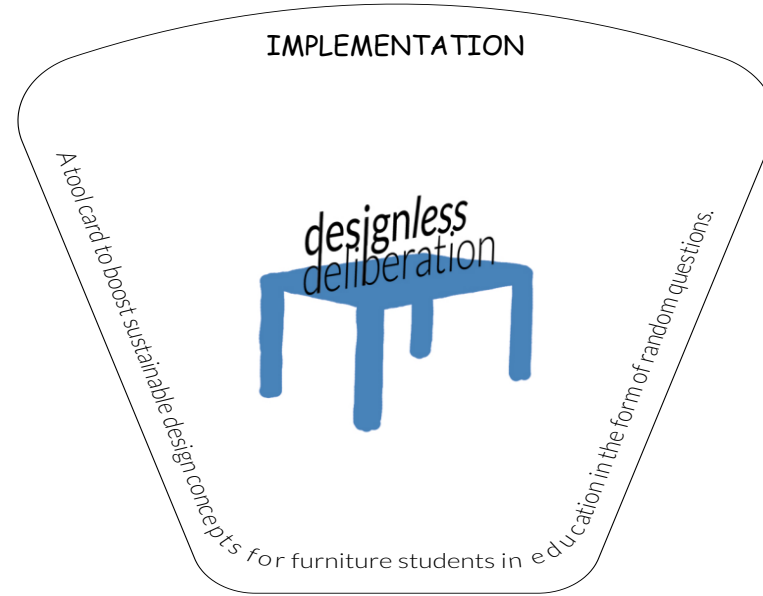 IMPLEMENTATION
designless
deliberation
A tool card to boost sustainable design concepts for furniture students in education in the form of random questions.